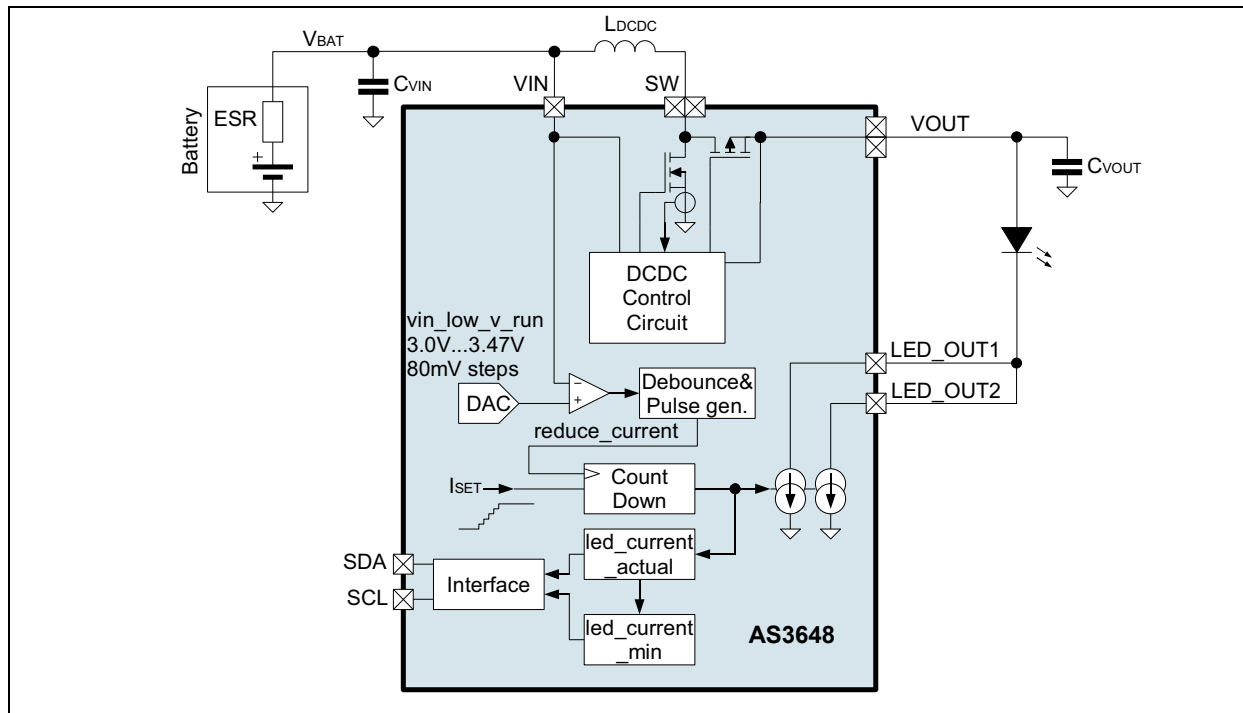 LDCDC
VBAT
CVIN
VIN
SW
Battery
ESR
+
VOUT
CVOUT
DCDC
Control
Circuit
vin_low_v_run
3.0V...3.47V
80mV steps
DAC
−
+
Debounce&
Pulse gen.
reduce_current
LED_OUT1
LED_OUT2
ISET
Count
Down
led_current
_actual
SDA
SCL
Interface
led_current
_min
AS3648